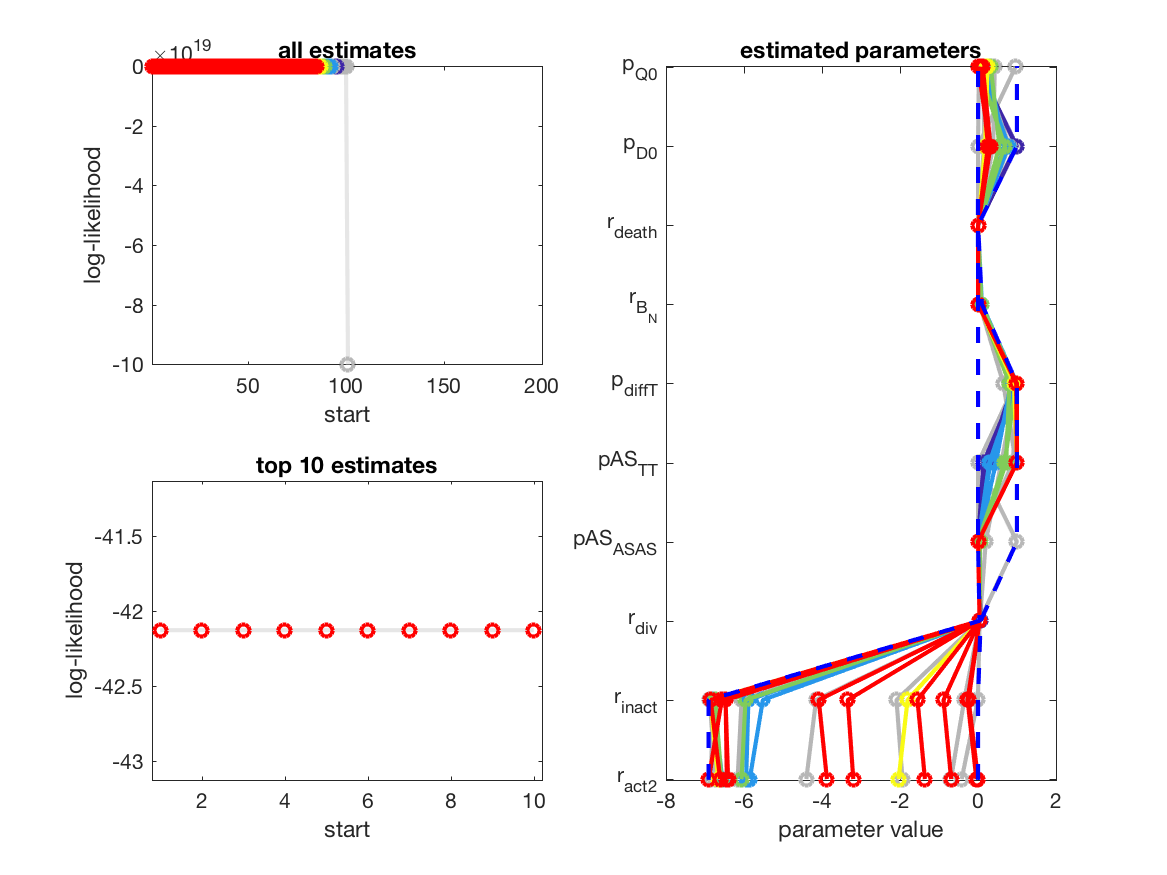 all estimates
×10^19
0
-2
-4
-6
-8
-10
log-likelihood
50
100
150
200
start
top 10 estimates
-41.5
-42
-42.5
-43
log-likelihood
2
4
6
8
10
start
estimated parameters
p_Q0
p_D0
r_death
r_B_N
p_diffT
pAS_TT
pAS_ASAS
r_div
r_inact
r_act2
-8
-6
-4
-2
0
2
parameter value